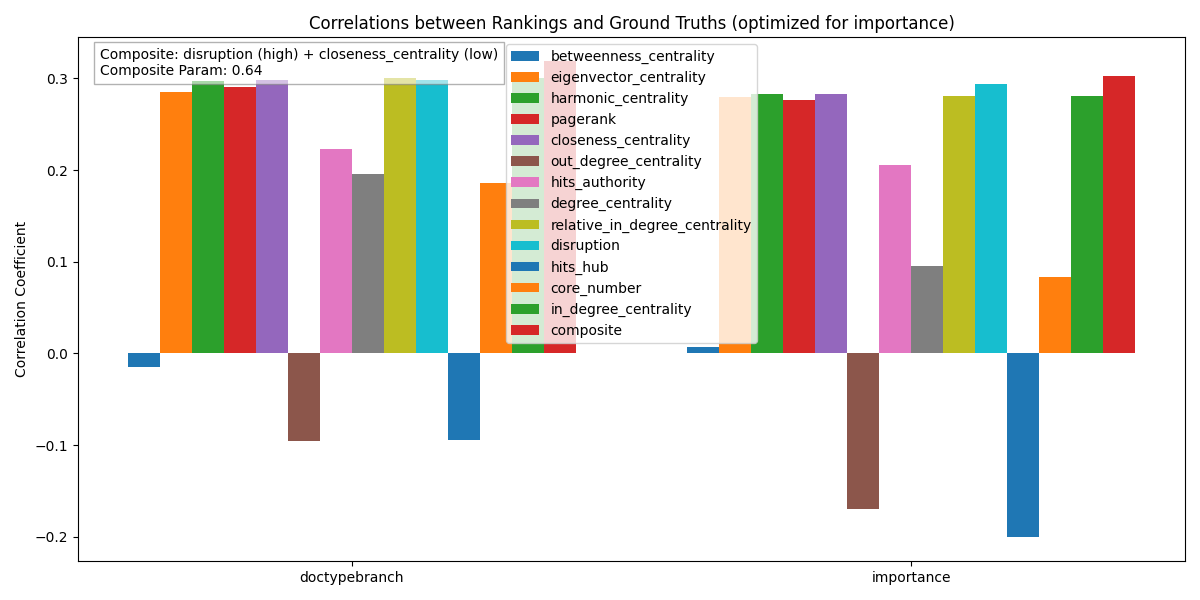 Correlations between Rankings and Ground Truths (optimized for importance)
Composite: disruption (high) + closeness_centrality (low)
Composite Param: 0.64
betweenness_centrality
eigenvector_centrality
harmonic_centrality
pagerank
closeness_centrality
out_degree_centrality
hits_authority
degree_centrality
relative_in_degree_centrality
disruption
hits_hub
core_number
in_degree_centrality
composite
Correlation Coefficient
0.3
0.2
0.1
0.0
−0.1
−0.2
doctypebranch
importance